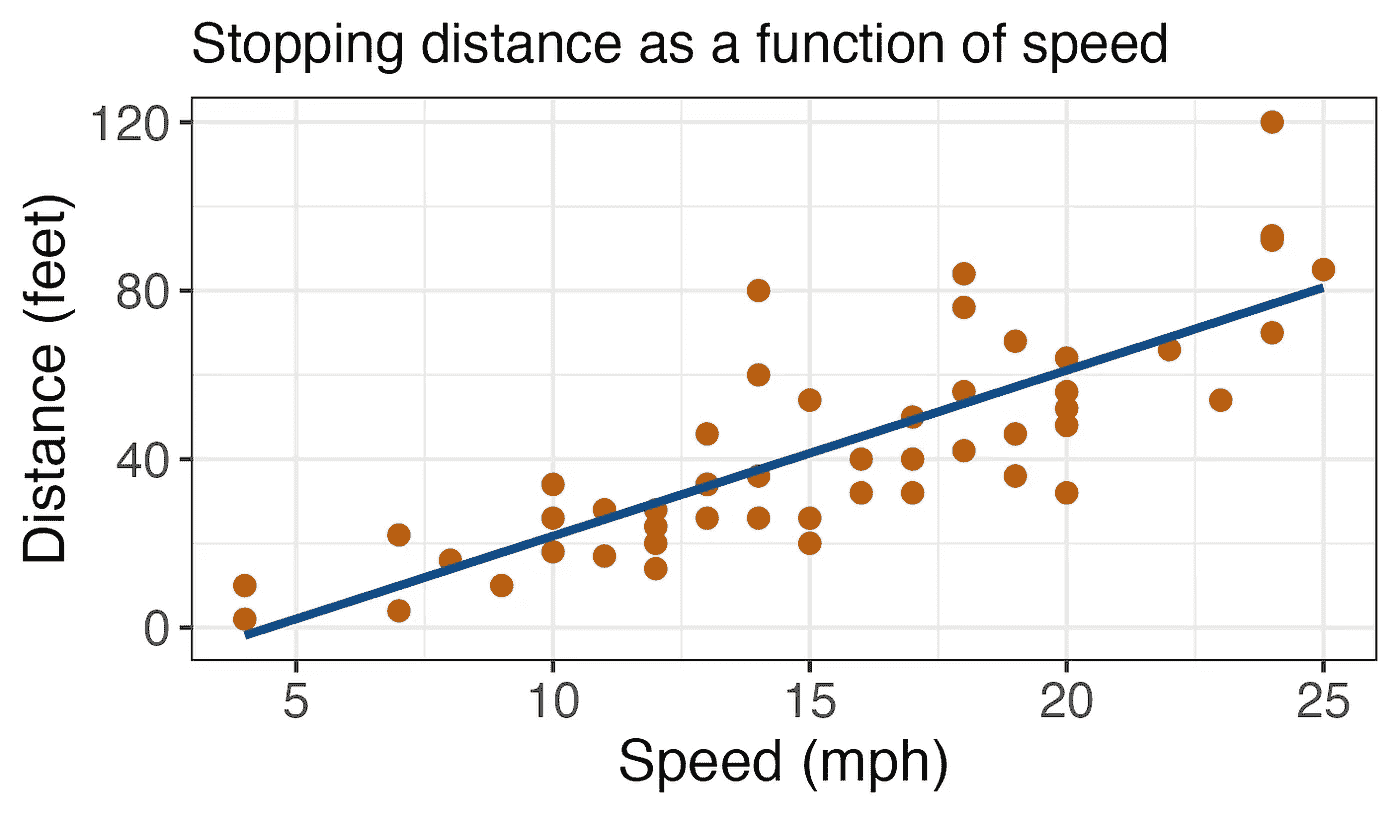 Stopping distance as a function of speed
120
80
40
0
Distance (feet)
5 10 15 20 25
Speed (mph)